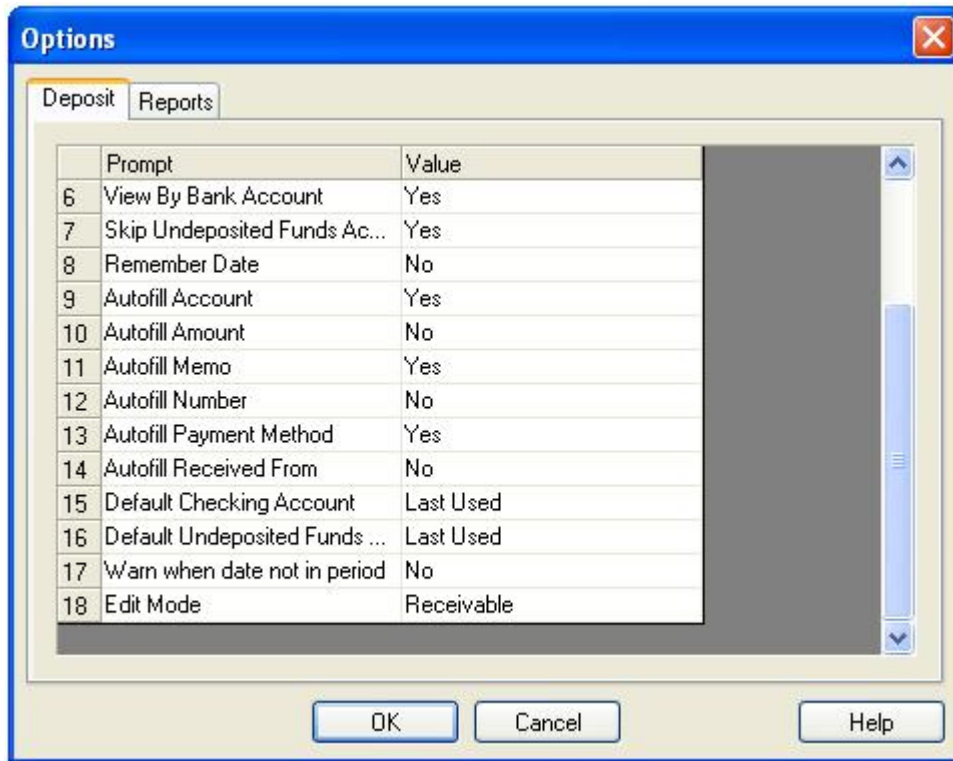 Options
Deposit Reports
Prompt Value
6 View By Bank Account Yes
7 Skip Undeposited Funds Ac... Yes
8 Remember Date No
9 Autofill Account Yes
10 Autofill Amount No
11 Autofill Memo Yes
12 Autofill Number No
13 Autofill Payment Method Yes
14 Autofill Received From No
15 Default Checking Account Last Used
16 Default Undeposited Funds ... Last Used
17 Warn when date not in period No
18 Edit Mode Receivable
OK Cancel Help